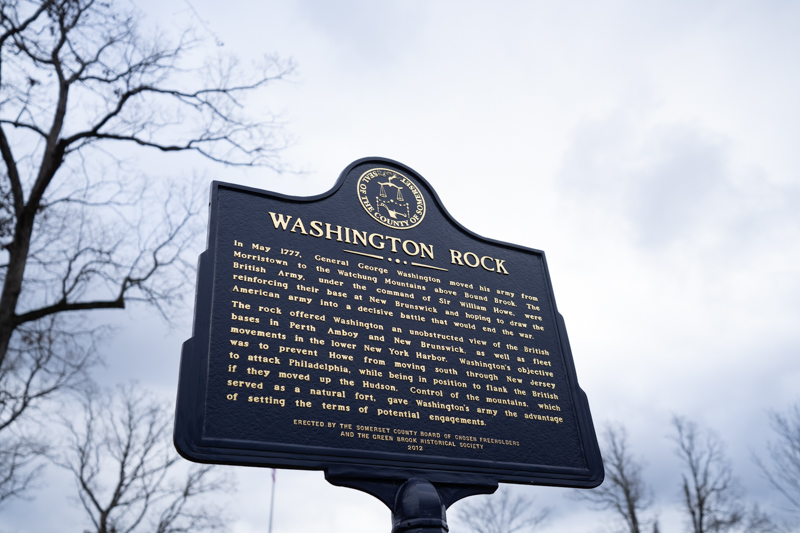 SEAL OF THE COUNTY OF SOMERSET
WASHINGTON ROCK
In May 1777, General George Washington moved his army from
Morristown to the Watchung Mountains above Bound Brook. The
British Army, under the command of Sir William Howe, were
reinforcing their base at New Brunswick and hoping to draw the
American army into a decisive battle that would end the war.
The rock offered Washington an unobstructed view of the British
bases in Perth Amboy and New Brunswick, as well as fleet
movements in the lower New York Harbor. Washington's objective
was to prevent Howe from moving south through New Jersey
to attack Philadelphia, while being in position to flank the British
if they moved up the Hudson. Control of the mountains, which
served as a natural fort, gave Washington's army the advantage
of setting the terms of potential engagements.
ERECTED BY THE SOMERSET COUNTY BOARD OF CHOSEN FREEHOLDERS
AND THE GREEN BROOK HISTORICAL SOCIETY
2012